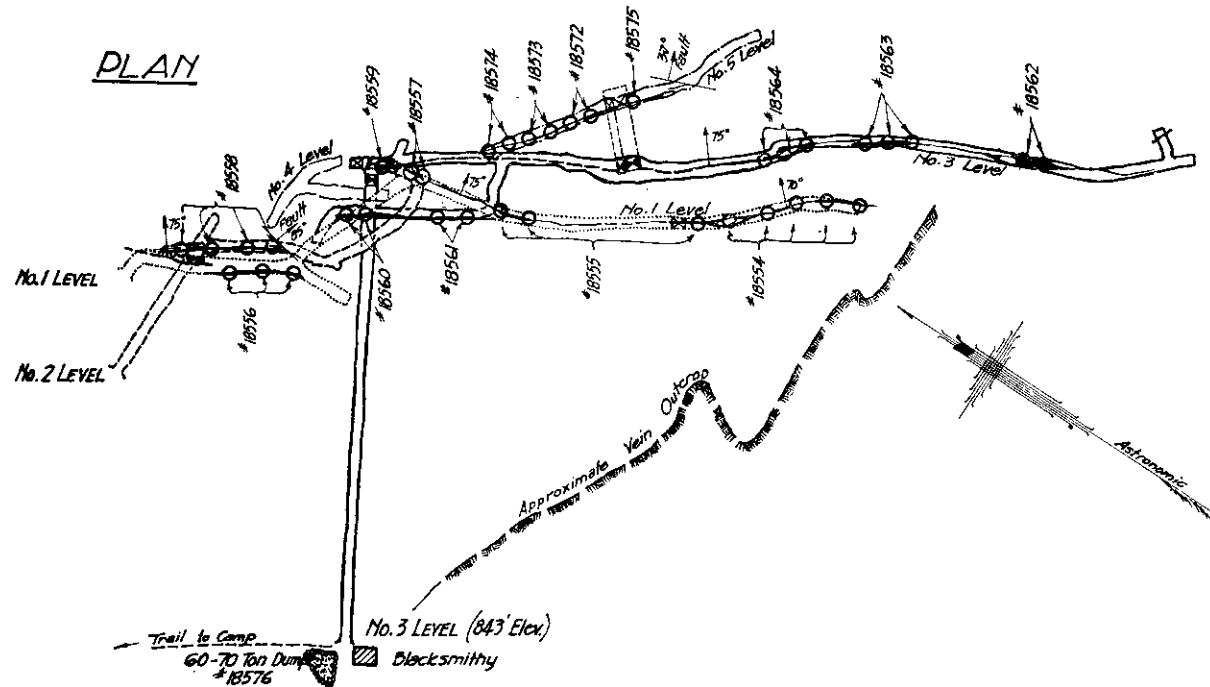 PLAN
#18559
#18557
#18574
#18573
#18572
#18575
30°
Fault
No. 5 Level
#18564
#18563
#18562
#18558
No. 4 Level
75°
75°
75°
Fault
85°
No. 3 Level
70°
No. 1 Level
No. 1 LEVEL
#18556
#18560
#18561
#18555
#18554
No. 2 LEVEL
Approximate Vein Outcrop
Astronomic
No. 3 LEVEL (843' Elev.)
Trail to Camp
60-70 Ton Dump
#18576
Blacksmithy